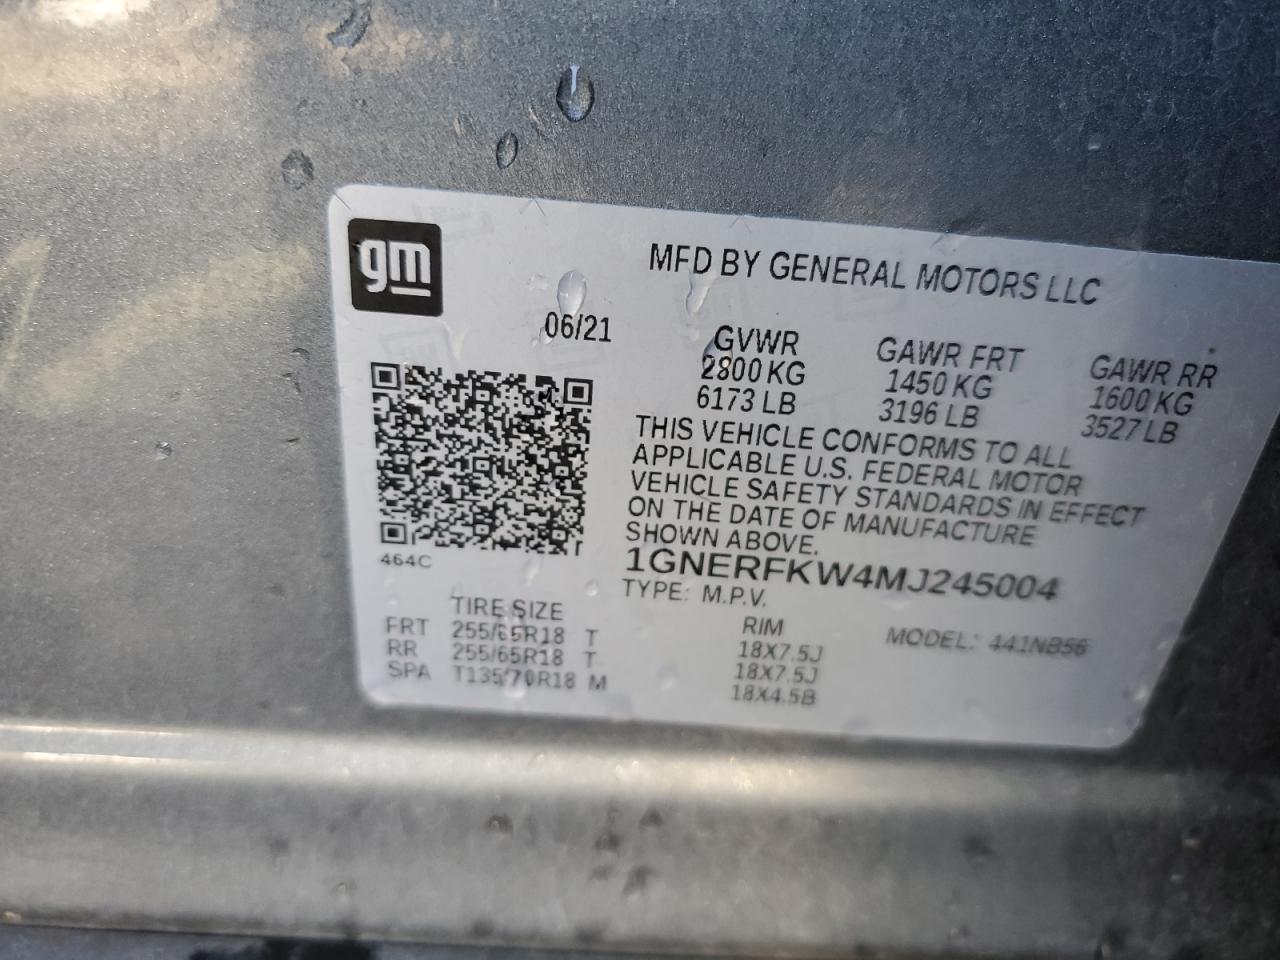 gm
MFD BY GENERAL MOTORS LLC
06/21
GVWR GAWR FRT GAWR RR
2800 KG 1450 KG 1600 KG
6173 LB 3196 LB 3527 LB
THIS VEHICLE CONFORMS TO ALL
APPLICABLE U.S. FEDERAL MOTOR
VEHICLE SAFETY STANDARDS IN EFFECT
ON THE DATE OF MANUFACTURE
SHOWN ABOVE.
464C
1GNERFKW4MJ245004
TYPE: M.P.V.
TIRE SIZE RIM MODEL: 441NB56
FRT 255/65R18 T 18X7.5J
RR 255/65R18 T 18X7.5J
SPA T135/70R18 M 18X4.5B